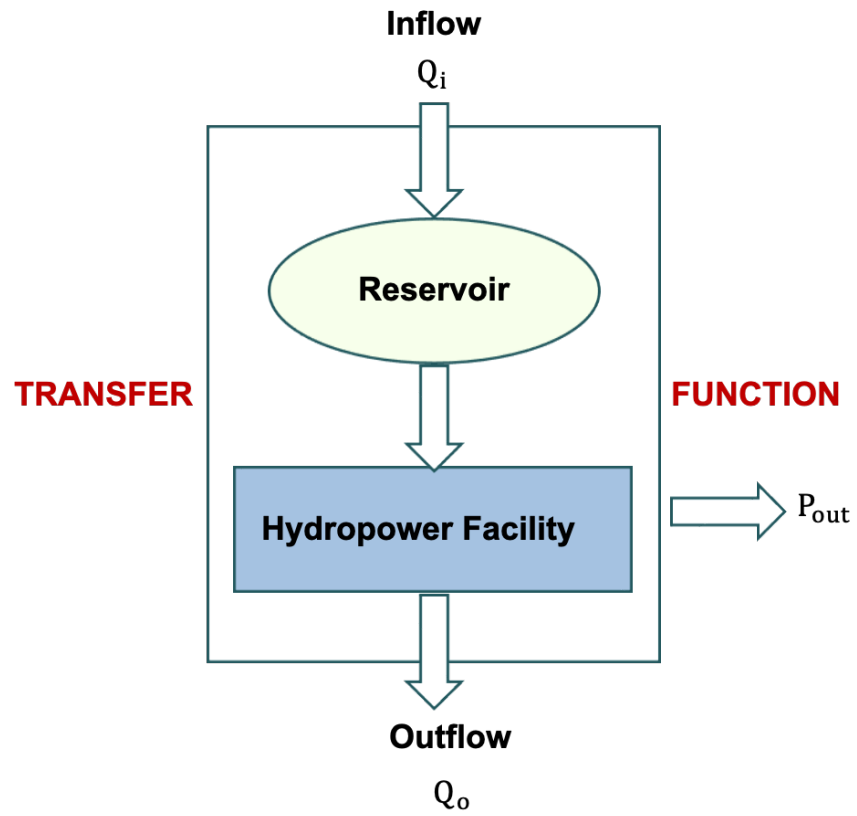 Inflow
Qᵢ
Reservoir
TRANSFER
FUNCTION
Hydropower Facility
Pₒᵤₜ
Outflow
Qₒ